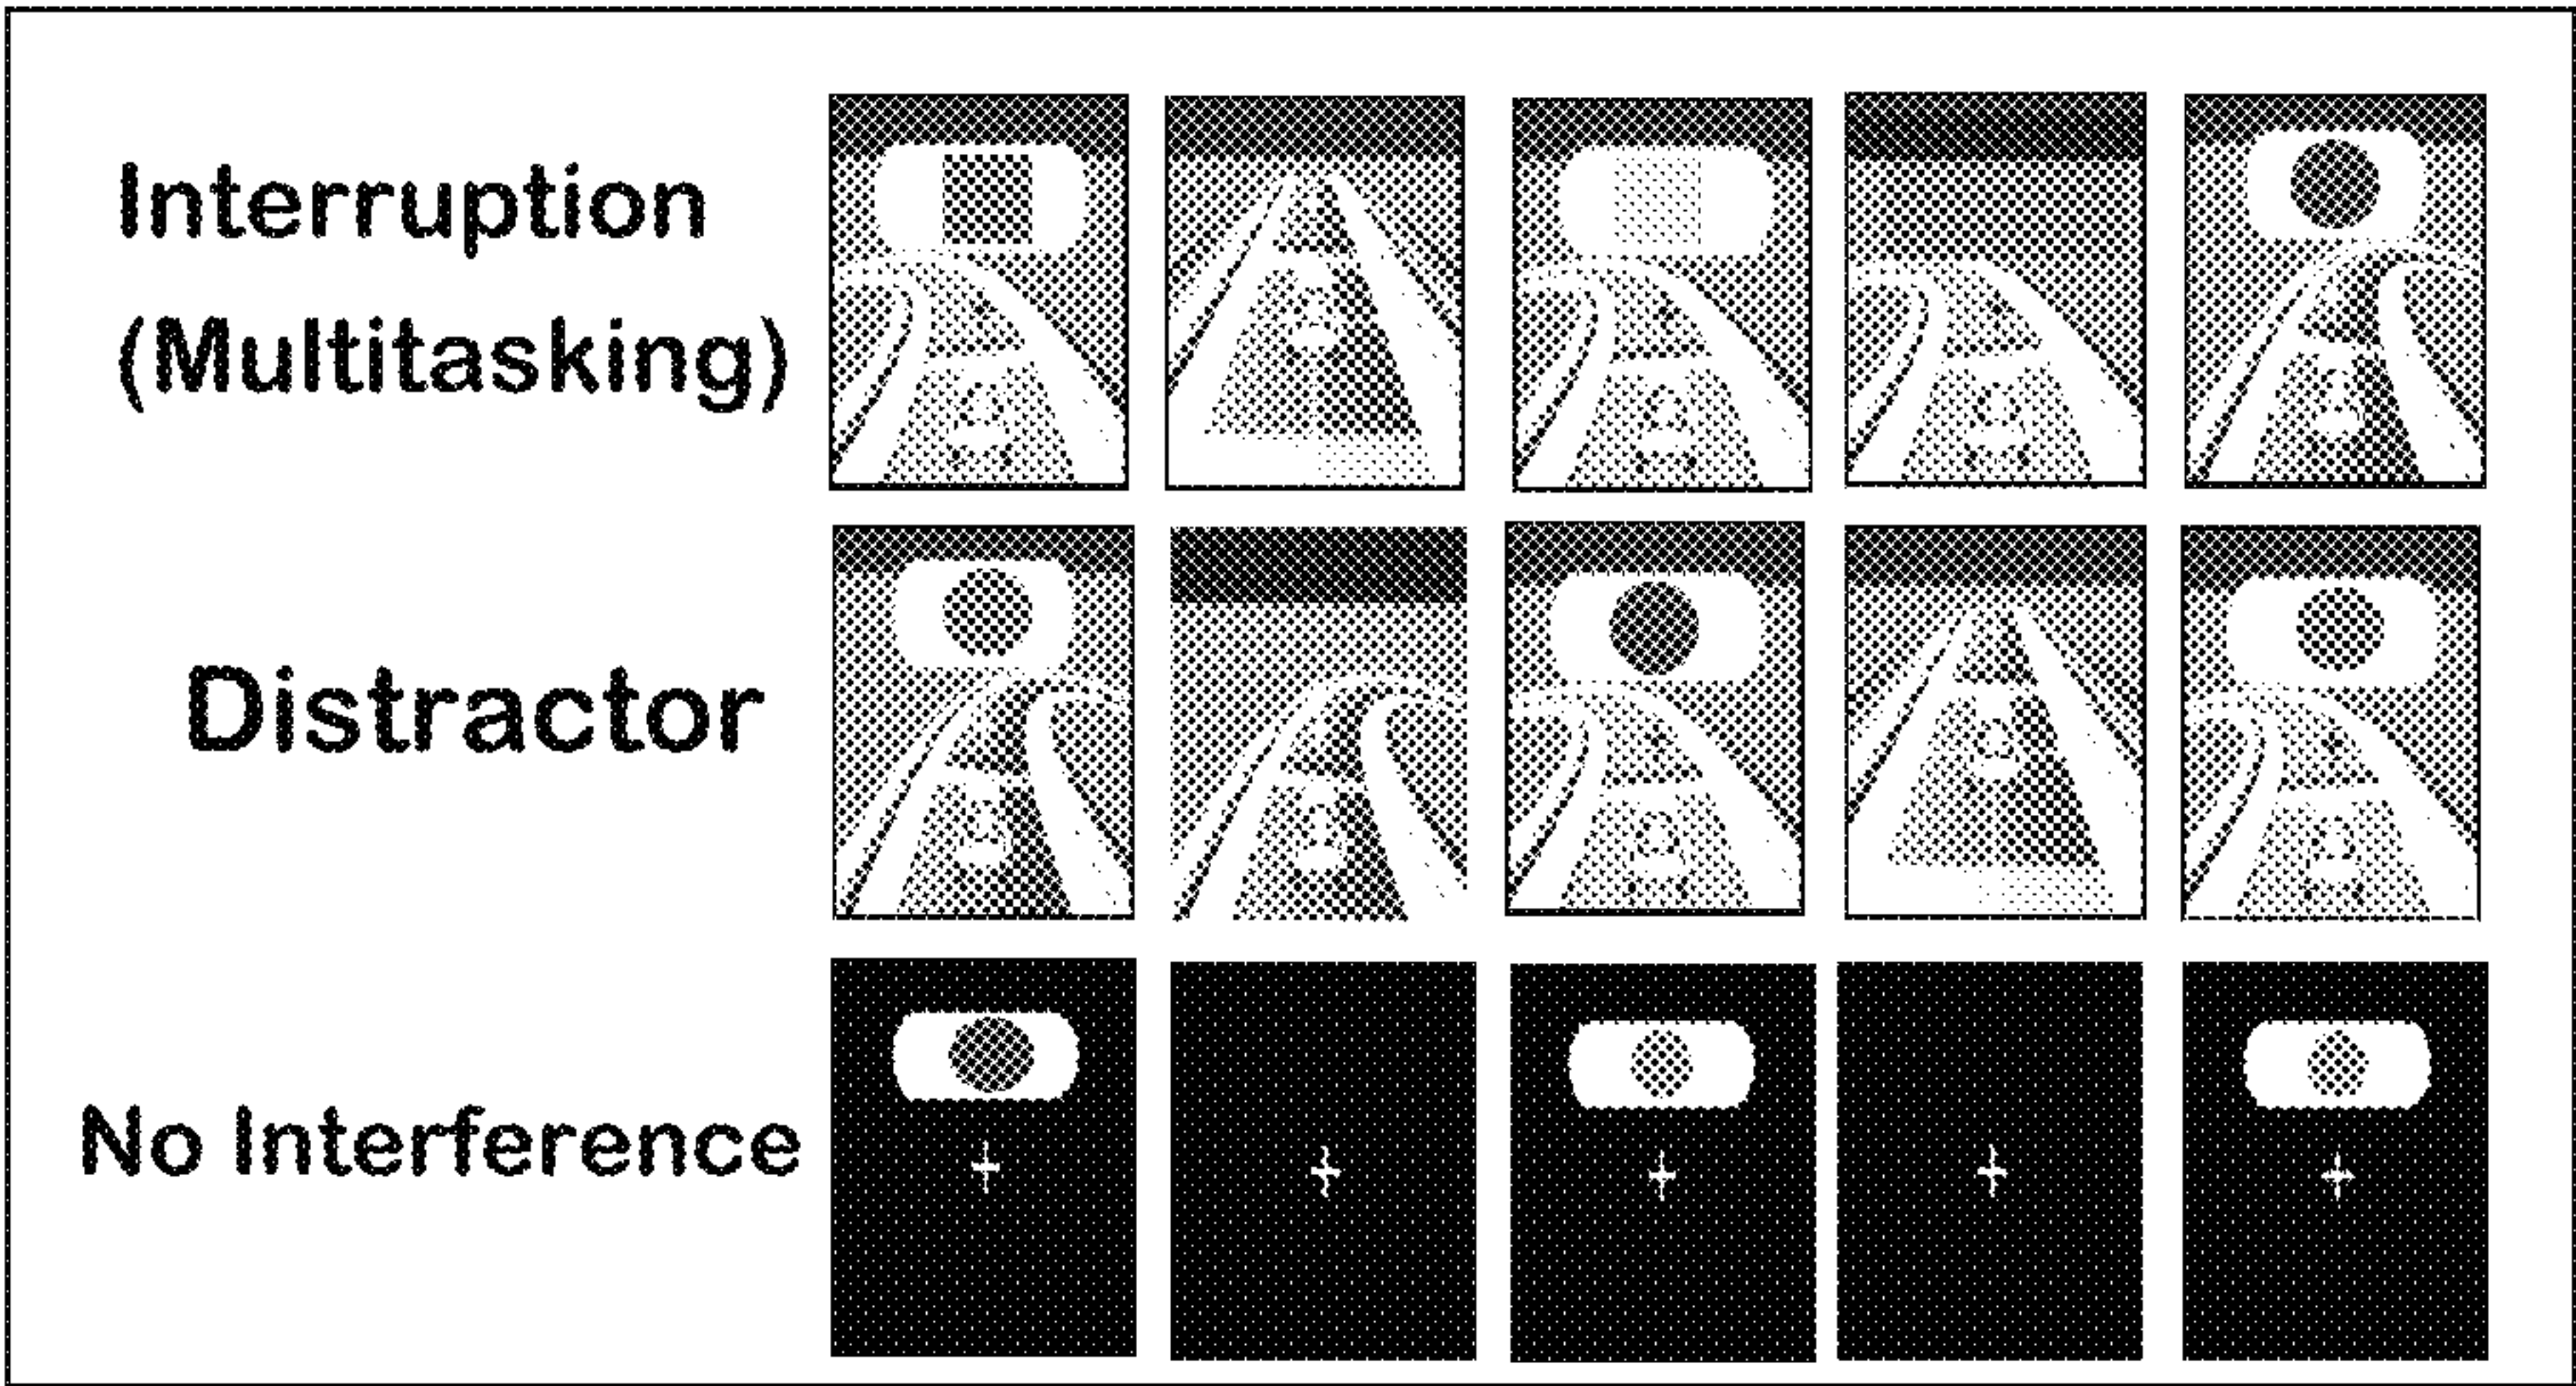 Interruption
(Multitasking)
Distractor
No Interference